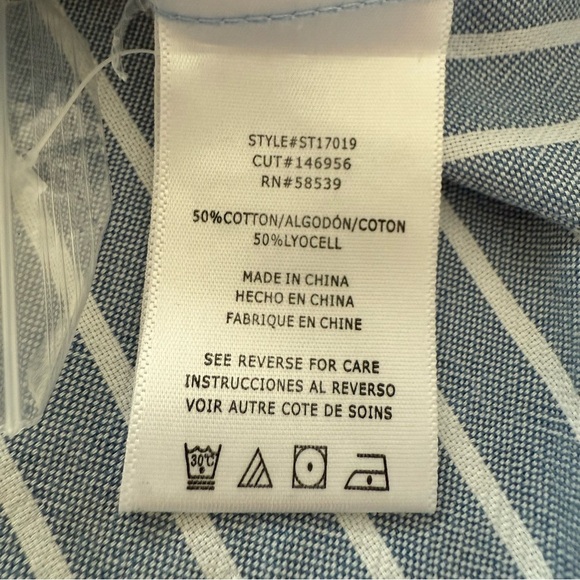 STYLE#ST17019
CUT#146956
RN#58539
50%COTTON/ALGODÓN/COTON
50%LYOCELL
MADE IN CHINA
HECHO EN CHINA
FABRIQUE EN CHINE
SEE REVERSE FOR CARE
INSTRUCCIONES AL REVERSO
VOIR AUTRE COTE DE SOINS
30°C